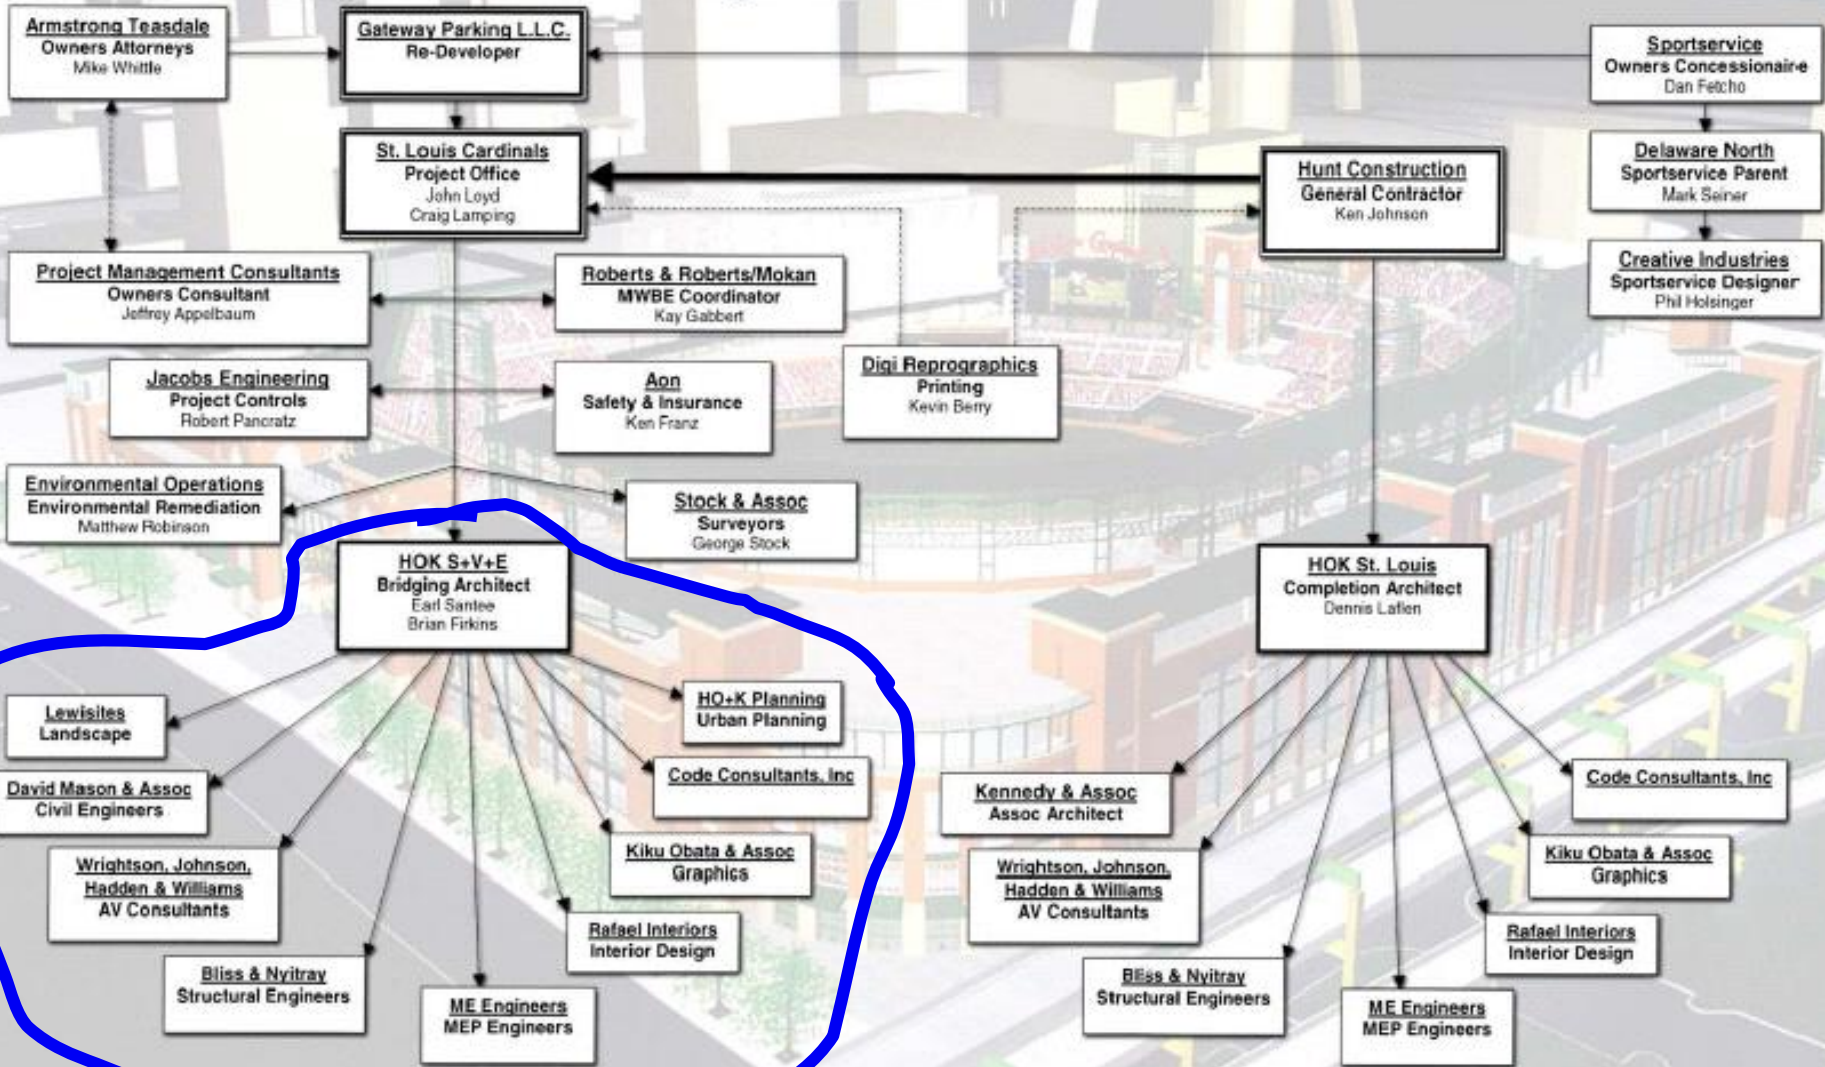 Armstrong Teasdale
Owners Attorneys
Mike Whittle
Gateway Parking L.L.C.
Re-Developer
Sportservice
Owners Concessionaire
Dan Fetcho
St. Louis Cardinals
Project Office
John Loyd
Craig Lamping
Hunt Construction
General Contractor
Ken Johnson
Delaware North
Sportservice Parent
Mark Seiner
Project Management Consultants
Owners Consultant
Jeffrey Appelbaum
Roberts & Roberts/Mokan
MWBE Coordinator
Kay Gabbert
Creative Industries
Sportservice Designer
Phil Holsinger
Jacobs Engineering
Project Controls
Robert Pancratz
Aon
Safety & Insurance
Ken Franz
Digi Reprographics
Printing
Kevin Berry
Environmental Operations
Environmental Remediation
Matthew Robinson
Stock & Assoc
Surveyors
George Stock
HOK S+V+E
Bridging Architect
Earl Santee
Brian Firkins
HOK St. Louis
Completion Architect
Dennis Laflen
Lewisites
Landscape
HO+K Planning
Urban Planning
David Mason & Assoc
Civil Engineers
Code Consultants, Inc
Wrightson, Johnson,
Hadden & Williams
AV Consultants
Kiku Obata & Assoc
Graphics
Bliss & Nyitray
Structural Engineers
Rafael Interiors
Interior Design
ME Engineers
MEP Engineers
Kennedy & Assoc
Assoc Architect
Code Consultants, Inc
Wrightson, Johnson,
Hadden & Williams
AV Consultants
Kiku Obata & Assoc
Graphics
Bliss & Nyitray
Structural Engineers
Rafael Interiors
Interior Design
ME Engineers
MEP Engineers